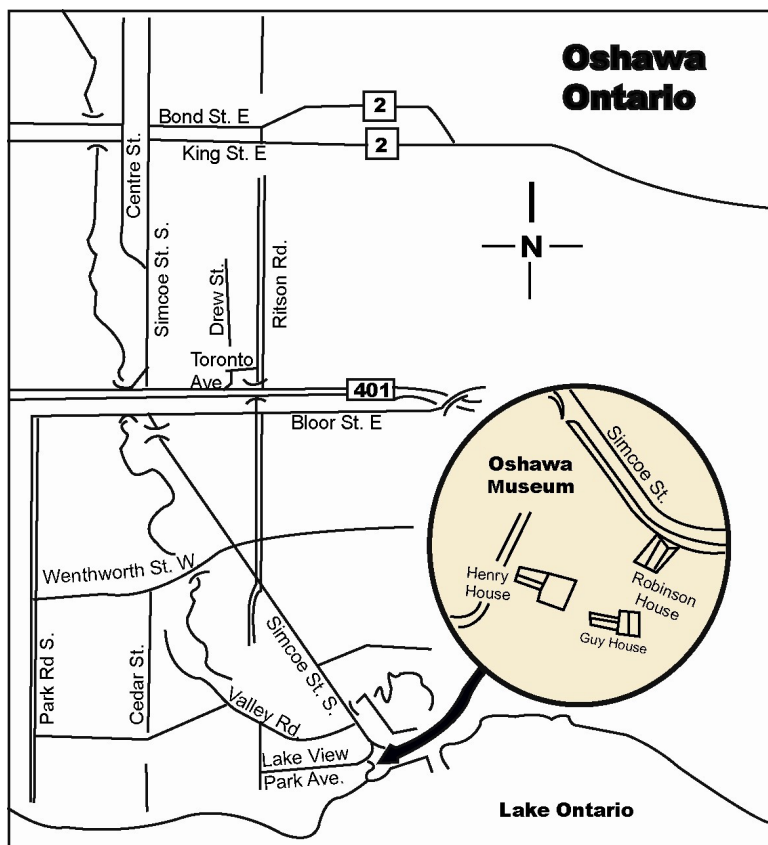 Oshawa
Ontario
2
Bond St. E
2
King St. E
Centre St.
N
Simcoe St. S.
Drew St.
Ritson Rd.
Toronto
Ave.
401
Bloor St. E
Simcoe St.
Oshawa
Museum
Wenthworth St. W
Henry
House
Robinson
House
Guy House
Simcoe St. S.
Park Rd S.
Cedar St.
Valley Rd.
Lake View
Park Ave.
Lake Ontario